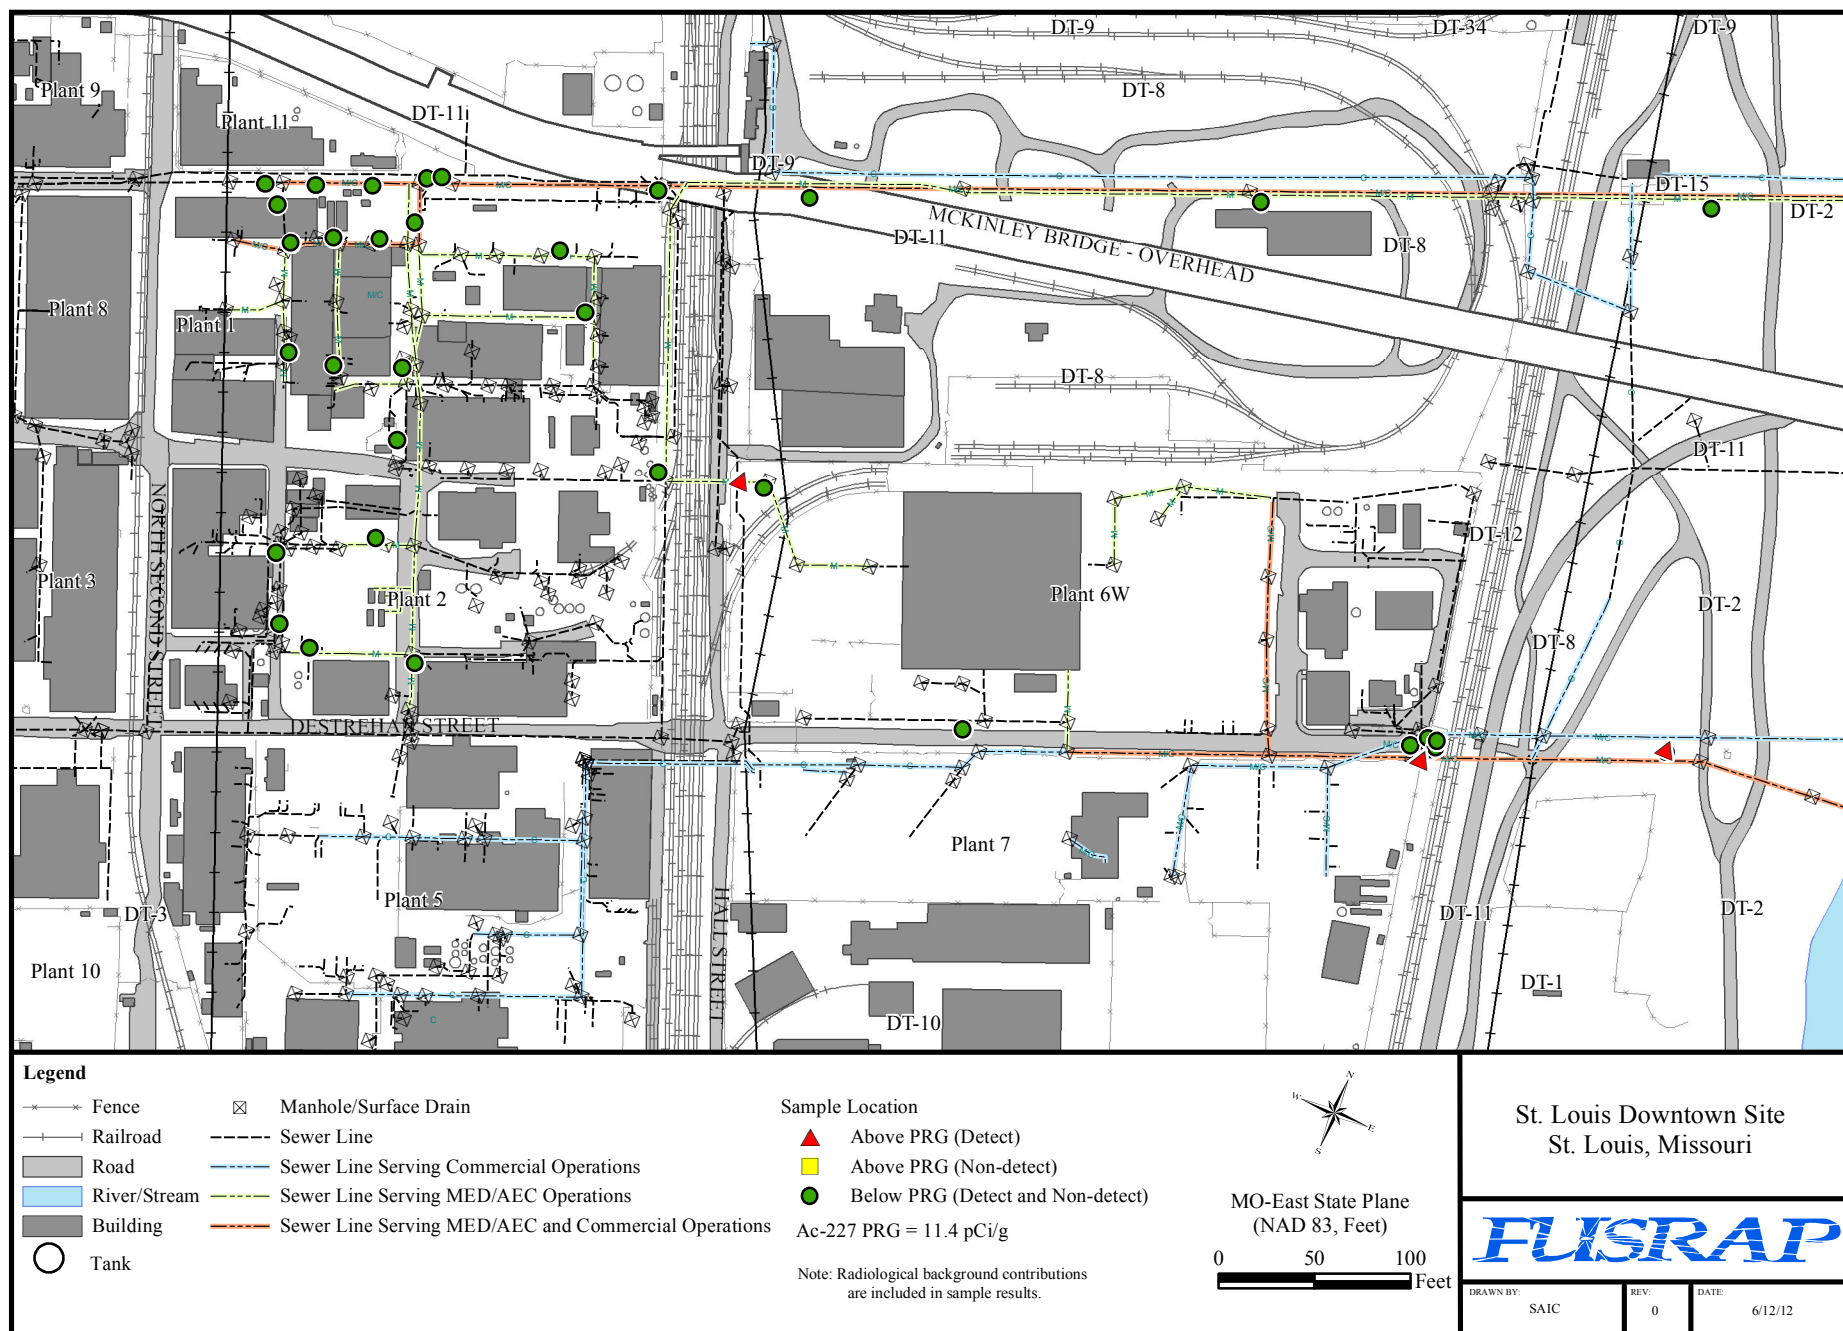 DT-9
DT-34
DT-9
Plant 9
DT-11
DT-8
Plant 11
DT-9
DT-15
DT-2
MCKINLEY BRIDGE - OVERHEAD
DT-11
DT-8
Plant 8
Plant 1
DT-8
DT-11
NORTH SECOND STREET
DT-12
Plant 3
Plant 2
Plant 6W
DT-2
DT-8
DESTREHAN STREET
Plant 7
Plant 5
DT-3
HALL STREET
DT-11
DT-2
Plant 10
DT-1
DT-10
Legend
Fence
Railroad
Road
River/Stream
Building
Tank
Manhole/Surface Drain
Sewer Line
Sewer Line Serving Commercial Operations
Sewer Line Serving MED/AEC Operations
Sewer Line Serving MED/AEC and Commercial Operations
Sample Location
Above PRG (Detect)
Above PRG (Non-detect)
Below PRG (Detect and Non-detect)
Ac-227 PRG = 11.4 pCi/g
Note: Radiological background contributions
are included in sample results.
N
W
E
S
MO-East State Plane
(NAD 83, Feet)
0 50 100
Feet
St. Louis Downtown Site
St. Louis, Missouri
FUSRAP
DRAWN BY:
SAIC
REV:
0
DATE:
6/12/12